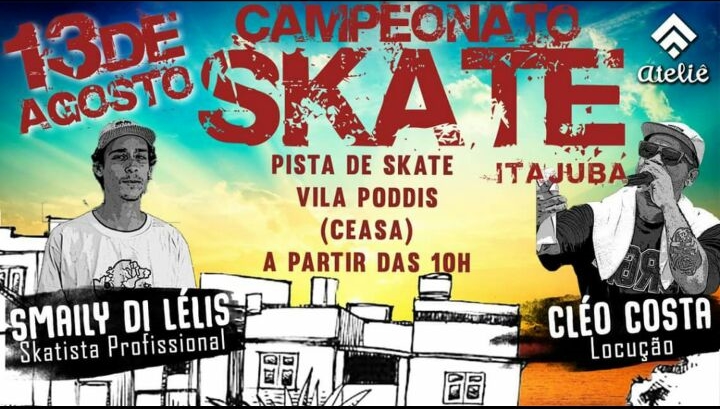 13 DE
AGOSTO
CAMPEONATO
SKATE
ITAJUBÁ
Ateliê
PISTA DE SKATE
VILA PODDIS
(CEASA)
A PARTIR DAS 10H
SMAILY DI LÉLIS
Skatista Profissional
CLÉO COSTA
Locução